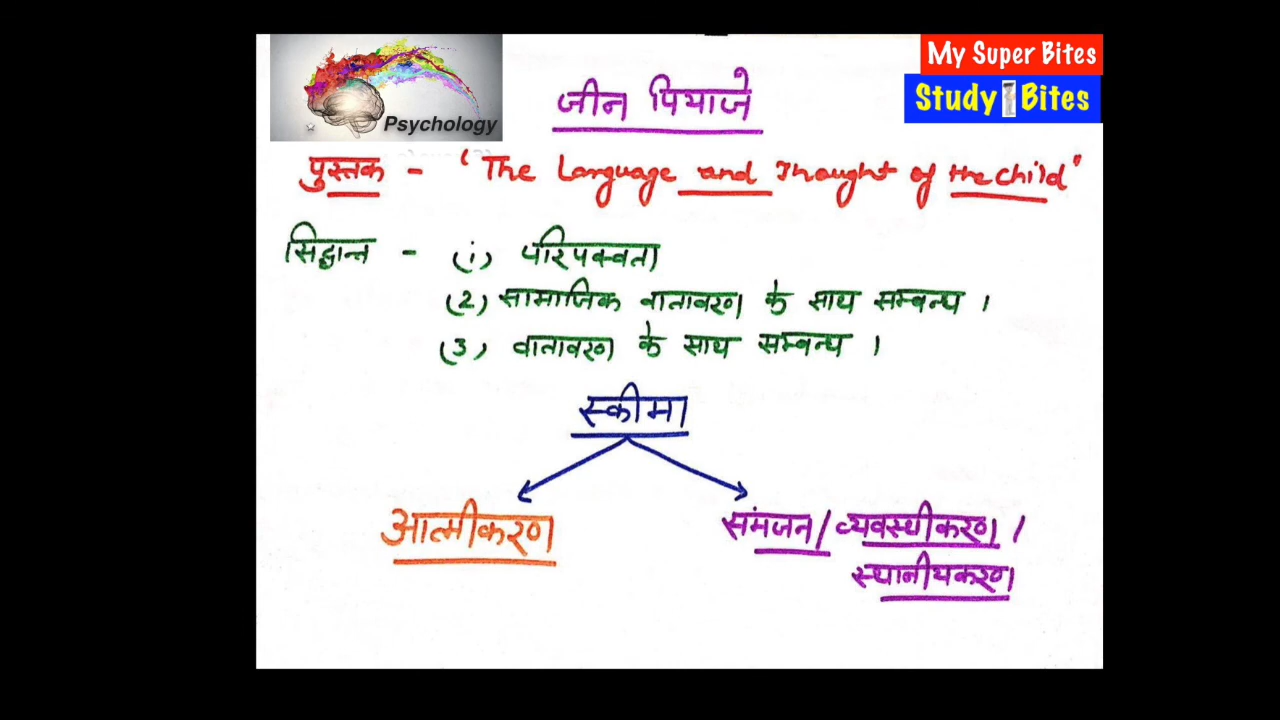 My Super Bites
Study Bites
Psychology
जीन पियाजे
पुस्तक - 'The Language and Thought of the child"
सिद्धान्त - (i) परिपक्वता
(2) सामाजिक वातावरण के साथ सम्बन्ध ।
(3) वातावरण के साथ सम्बन्ध ।
स्कीमा
आत्मीकरण
समंजन / व्यवस्थीकरण /
स्थानीयकरण